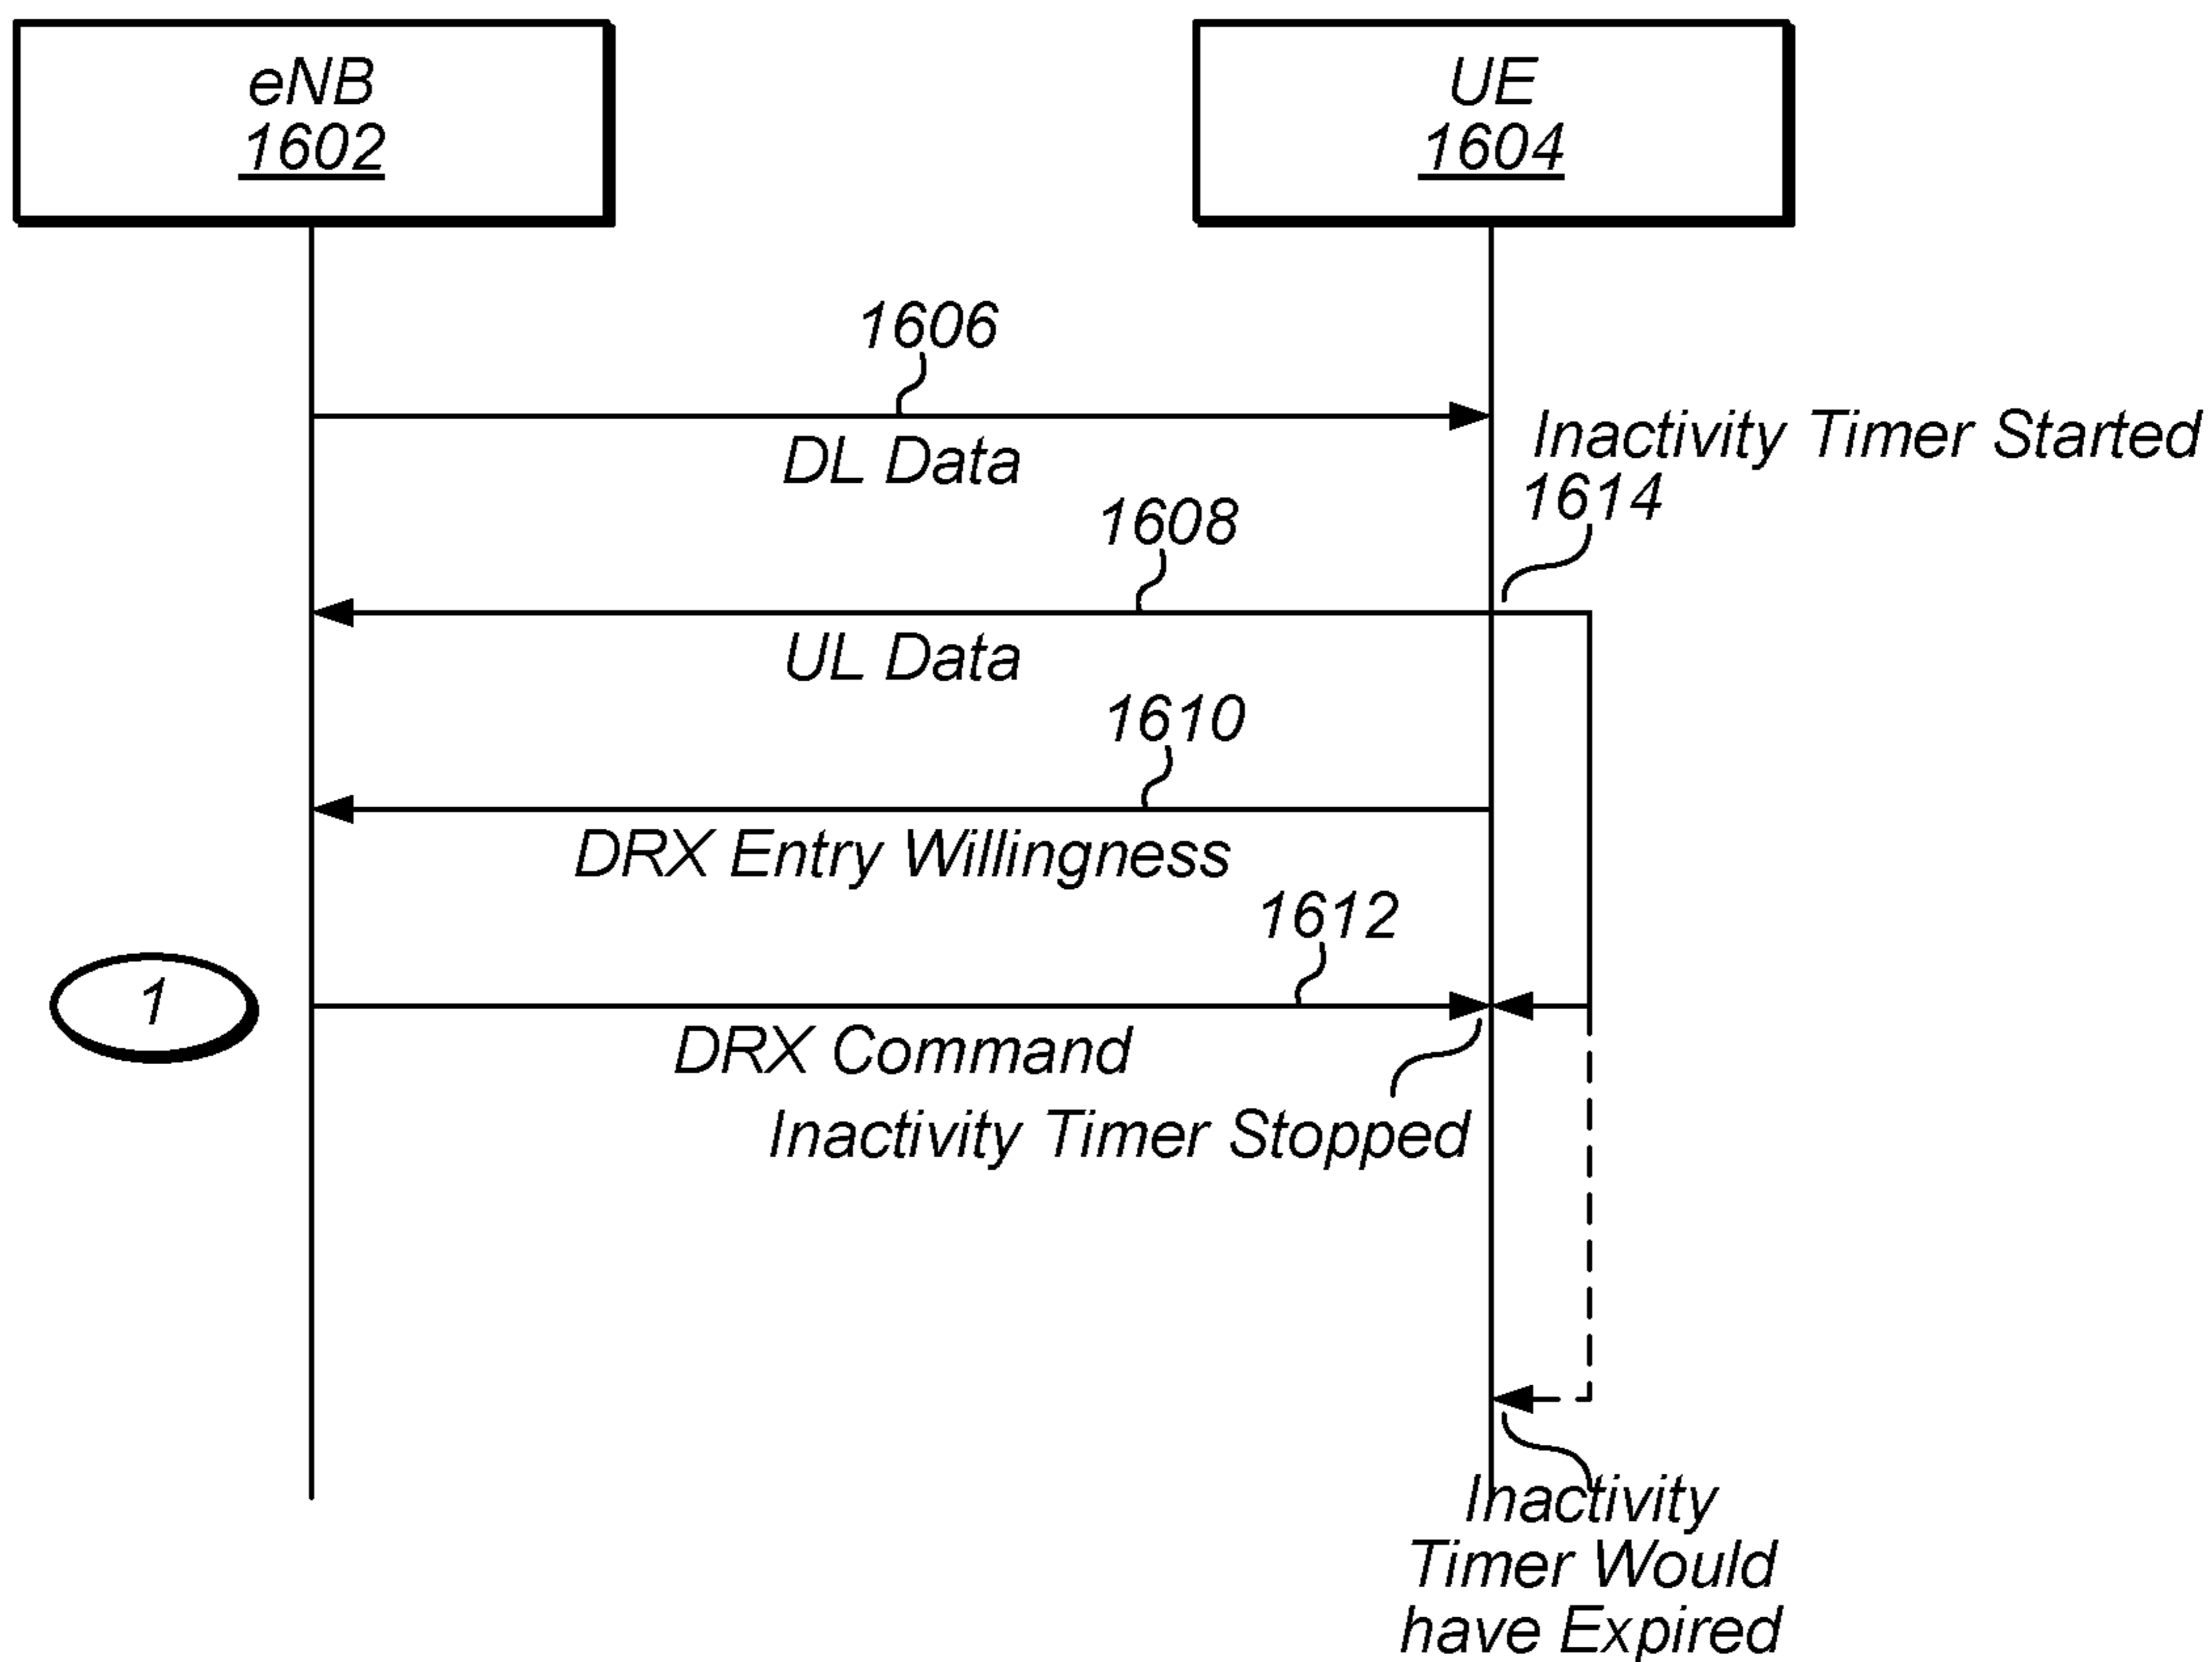 eNB
1602
UE
1604
1606
DL Data
Inactivity Timer Started
1614
1608
UL Data
1610
DRX Entry Willingness
1612
1
DRX Command
Inactivity Timer Stopped
Inactivity
Timer Would
have Expired